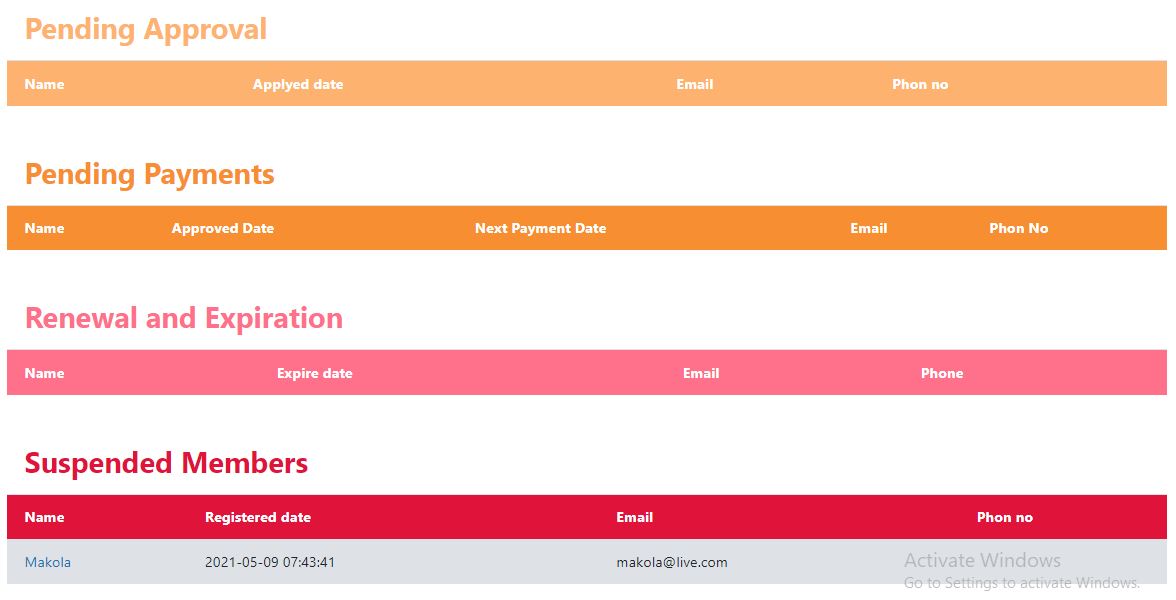 Pending Approval
Name Applyed date Email Phon no
Pending Payments
Name Approved Date Next Payment Date Email Phon No
Renewal and Expiration
Name Expire date Email Phone
Suspended Members
Name Registered date Email Phon no
Makola 2021-05-09 07:43:41 makola@live.com
Activate Windows
Go to Settings to activate Windows.